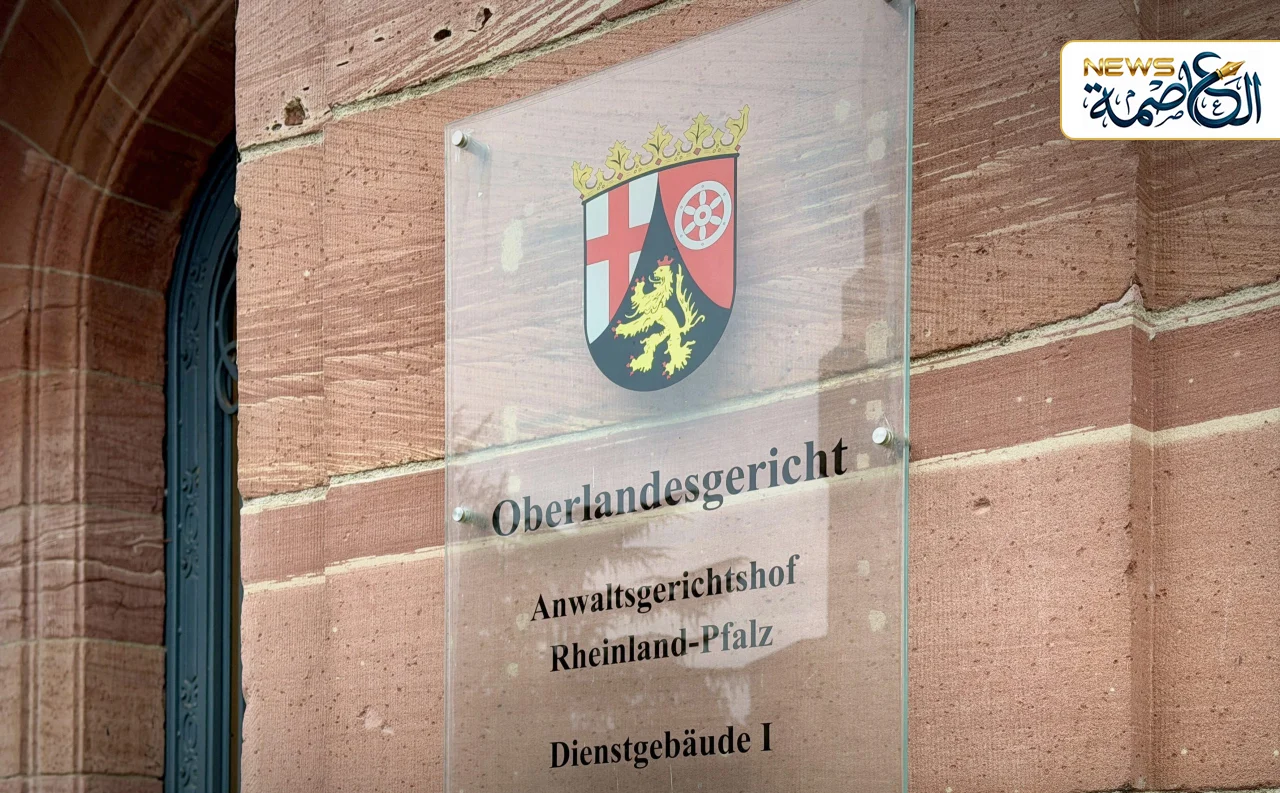 NEWS
العاصمة
Oberlandesgericht
Anwaltsgerichtshof
Rheinland-Pfalz
Dienstgebäude I